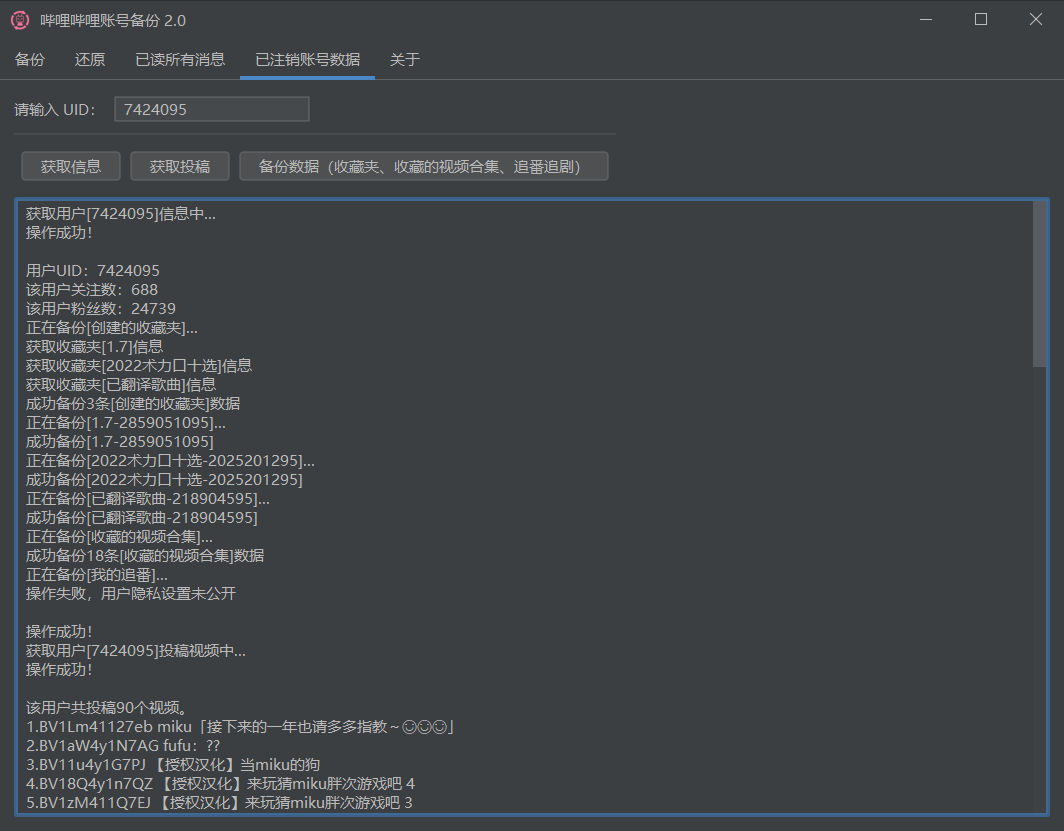 哔哩哔哩账号备份 2.0
备份 还原 已读所有消息 已注销账号数据 关于
请输入 UID： 7424095
获取信息 获取投稿 备份数据（收藏夹、收藏的视频合集、追番追剧）
获取用户[7424095]信息中...
操作成功！
用户UID：7424095
该用户关注数：688
该用户粉丝数：24739
正在备份[创建的收藏夹]...
获取收藏夹[1.7]信息
获取收藏夹[2022术力口十选]信息
获取收藏夹[已翻译歌曲]信息
成功备份3条[创建的收藏夹]数据
正在备份[1.7-2859051095]...
成功备份[1.7-2859051095]
正在备份[2022术力口十选-2025201295]...
成功备份[2022术力口十选-2025201295]
正在备份[已翻译歌曲-218904595]...
成功备份[已翻译歌曲-218904595]
正在备份[收藏的视频合集]...
成功备份18条[收藏的视频合集]数据
正在备份[我的追番]...
操作失败，用户隐私设置未公开
操作成功！
获取用户[7424095]投稿视频中...
操作成功！
该用户共投稿90个视频。
1.BV1Lm41127eb miku「接下来的一年也请多多指教～☺☺☺」
2.BV1aW4y1N7AG fufu：??
3.BV11u4y1G7PJ 【授权汉化】当miku的狗
4.BV18Q4y1n7QZ 【授权汉化】来玩猜miku胖次游戏吧 4
5.BV1zM411Q7EJ 【授权汉化】来玩猜miku胖次游戏吧 3